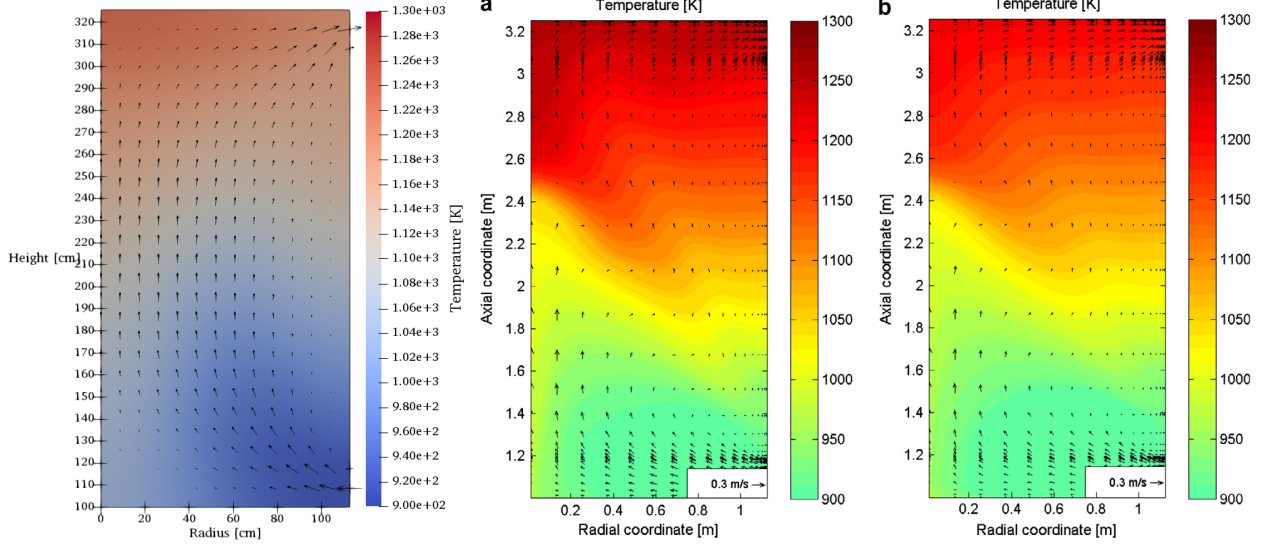 320
310
300
290
280
270
260
250
240
230
220
Height [cm]
210
200
190
180
170
160
150
140
130
120
110
100
0
20
40
60
80
100
Radius [cm]
1.30e+03
1.28e+3
1.26e+3
1.24e+3
1.22e+3
1.20e+3
1.18e+3
1.16e+3
1.14e+3
1.12e+3
1.10e+3
1.08e+3
1.06e+3
1.04e+3
1.02e+3
1.00e+3
9.80e+2
9.60e+2
9.40e+2
9.20e+2
9.00e+02
Temperature [K]
a
Temperature [K]
3.2
3
2.8
2.6
2.4
2.2
2
1.8
1.6
1.4
1.2
Axial coordinate [m]
0.3 m/s
0.2
0.4
0.6
0.8
1
Radial coordinate [m]
1300
1250
1200
1150
1100
1050
1000
950
900
b
Temperature [K]
3.2
3
2.8
2.6
2.4
2.2
2
1.8
1.6
1.4
1.2
Axial coordinate [m]
0.3 m/s
0.2
0.4
0.6
0.8
1
Radial coordinate [m]
1300
1250
1200
1150
1100
1050
1000
950
900